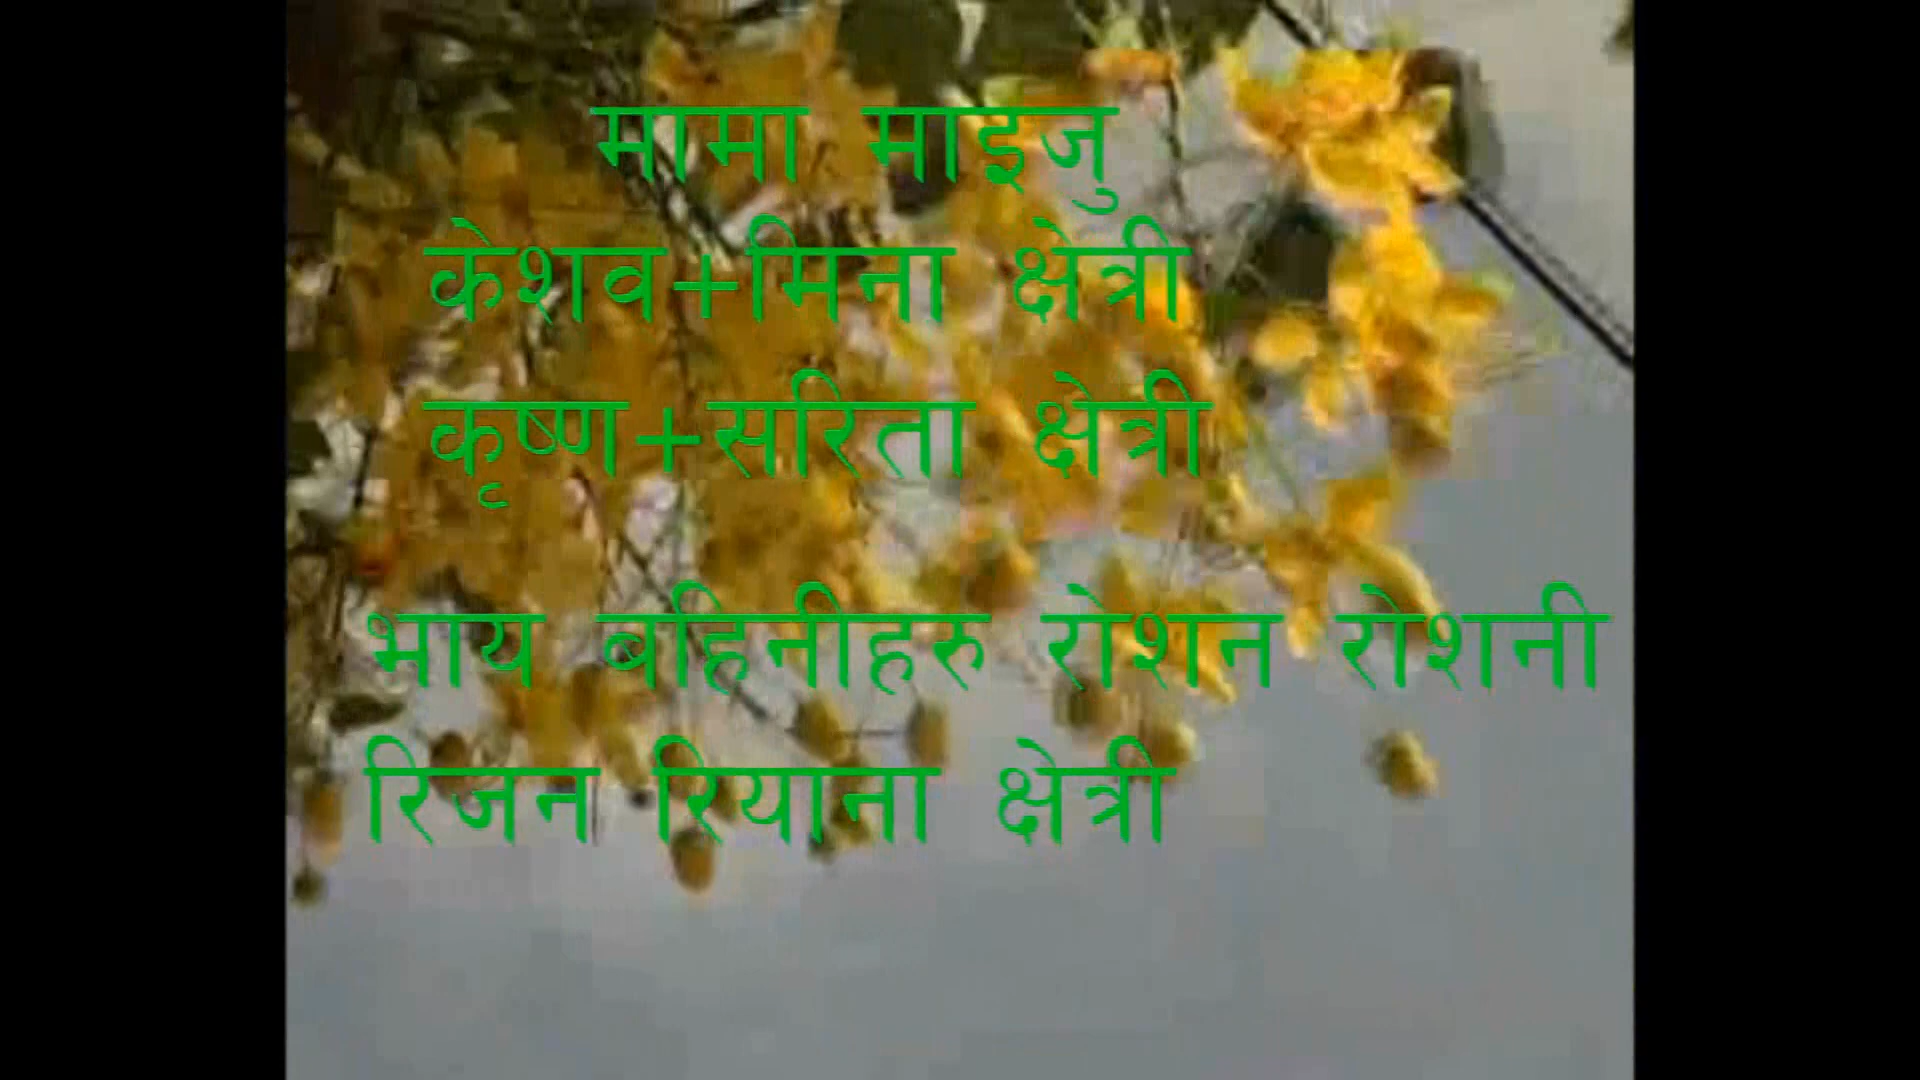 मामा माइजु
केशव+मिना क्षेत्री
कृष्ण+सरिता क्षेत्री
भाय बहिनीहरु रोशन रोशनी
रिजन रियाना क्षेत्री